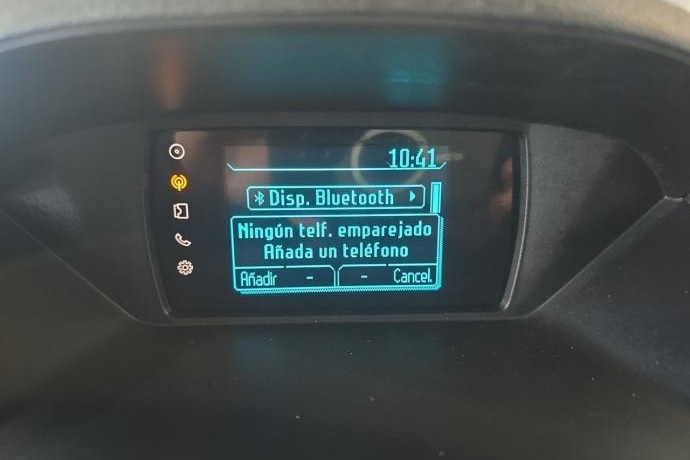 10:41
Disp. Bluetooth
Ningún telf. emparejado
Añada un teléfono
Añadir - - Cancel.